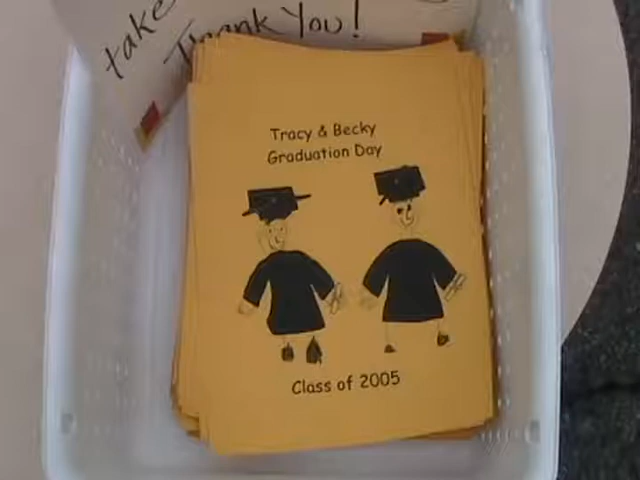 take
Thank You!
Tracy & Becky
Graduation Day
Class of 2005